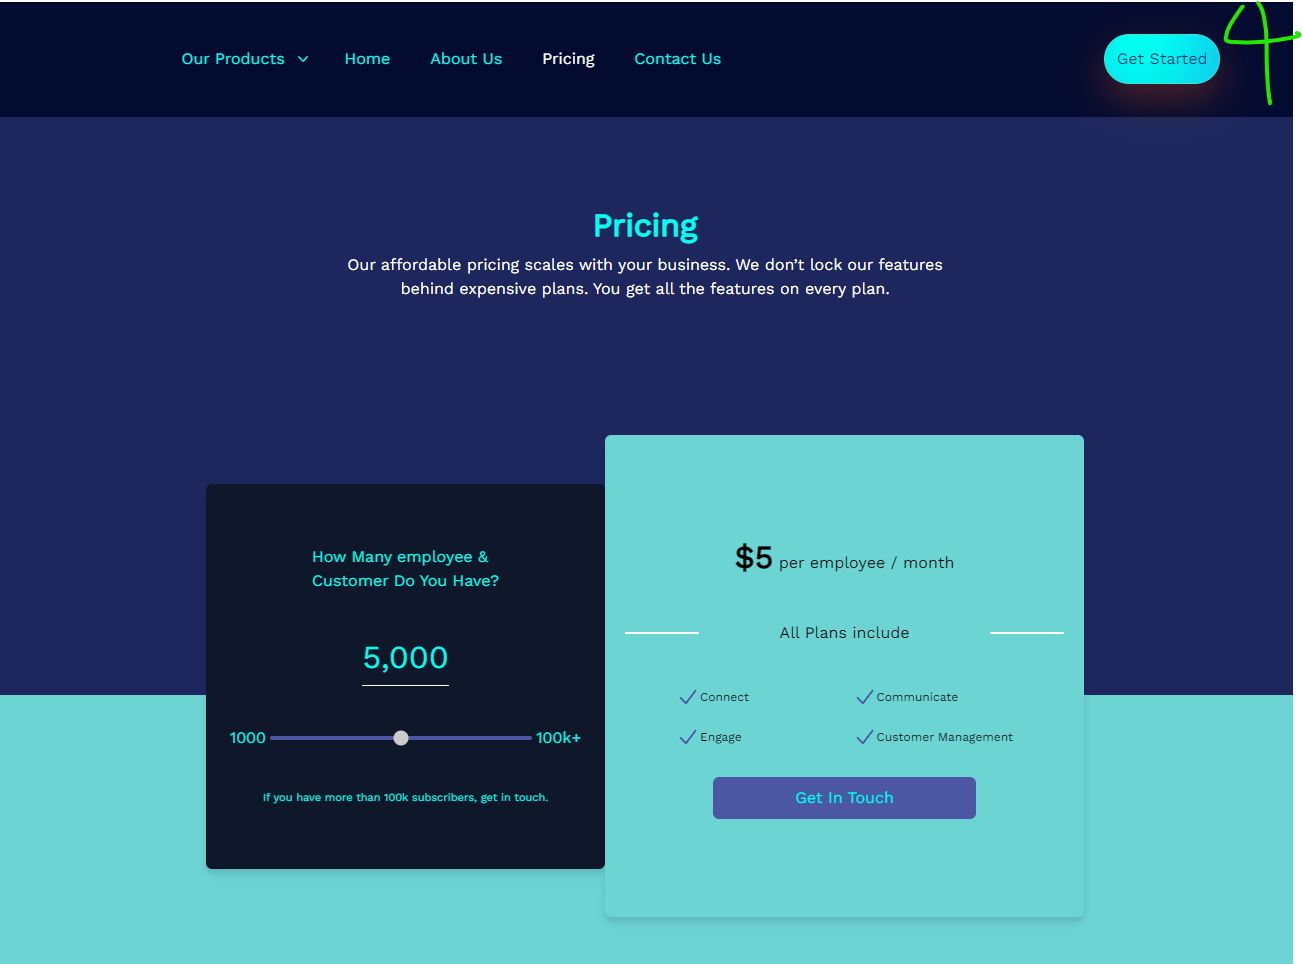 Our Products Home About Us Pricing Contact Us Get Started 4
Pricing
Our affordable pricing scales with your business. We don’t lock our features
behind expensive plans. You get all the features on every plan.
How Many employee &
Customer Do You Have?
5,000
1000 100k+
If you have more than 100k subscribers, get in touch.
$5 per employee / month
All Plans include
Connect Communicate
Engage Customer Management
Get In Touch